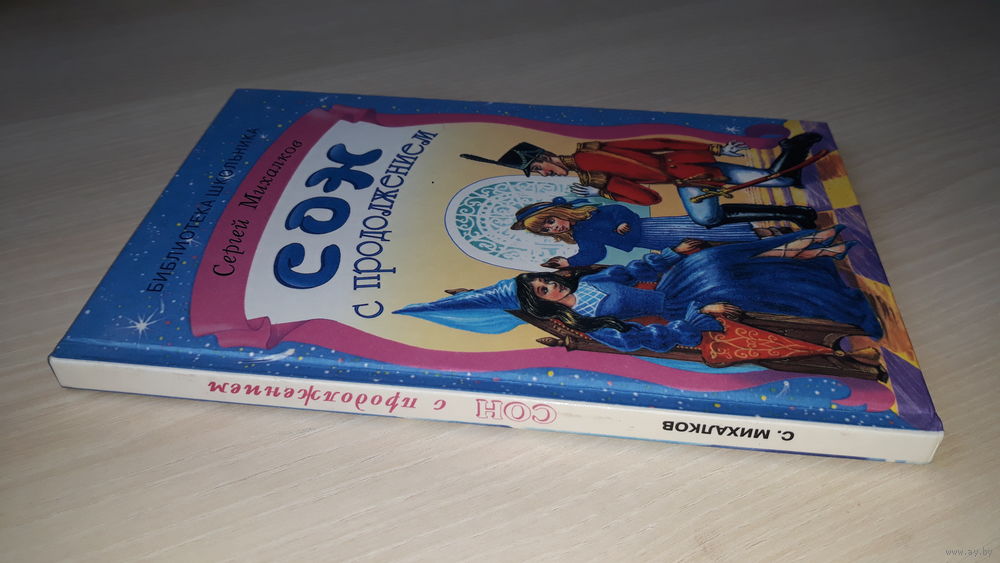 БИБЛИОТЕКА ШКОЛЬНИКА
Сергей Михалков
СОН
С ПРОДОЛЖЕНИЕМ
С. МИХАЛКОВ
СОН с продолжением
www.ay.by